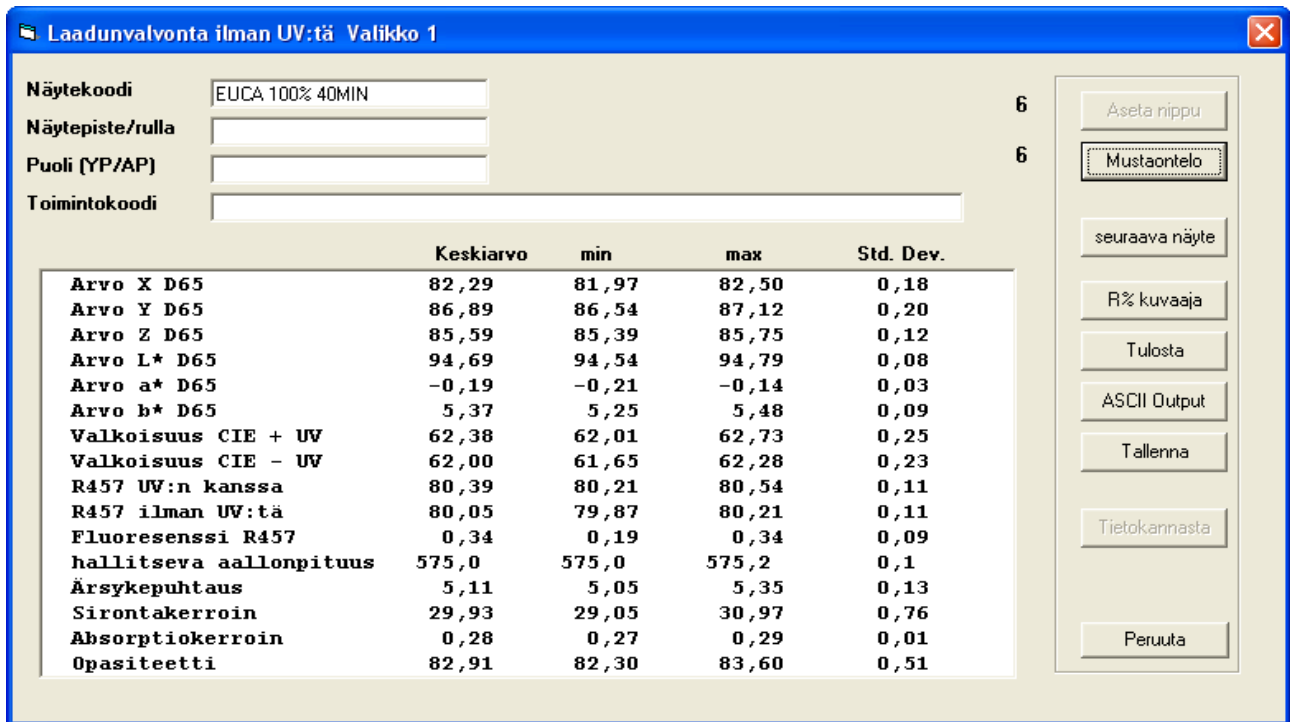 Laadunvalvonta ilman UV:tä Valikko 1
Näytekoodi EUCA 100% 40MIN
Näytepiste/rulla
Puoli (YP/AP)
Toimintokoodi
6
6
Keskiarvo min max Std. Dev.
Arvo X D65 82,29 81,97 82,50 0,18
Arvo Y D65 86,89 86,54 87,12 0,20
Arvo Z D65 85,59 85,39 85,75 0,12
Arvo L* D65 94,69 94,54 94,79 0,08
Arvo a* D65 -0,19 -0,21 -0,14 0,03
Arvo b* D65 5,37 5,25 5,48 0,09
Valkoisuus CIE + UV 62,38 62,01 62,73 0,25
Valkoisuus CIE - UV 62,00 61,65 62,28 0,23
R457 UV:n kanssa 80,39 80,21 80,54 0,11
R457 ilman UV:tä 80,05 79,87 80,21 0,11
Fluoresenssi R457 0,34 0,19 0,34 0,09
hallitseva aallonpituus 575,0 575,0 575,2 0,1
Ärsykepuhtaus 5,11 5,05 5,35 0,13
Sirontakerroin 29,93 29,05 30,97 0,76
Absorptiokerroin 0,28 0,27 0,29 0,01
Opasiteetti 82,91 82,30 83,60 0,51
Aseta nippu
Mustaontelo
seuraava näyte
R% kuvaaja
Tulosta
ASCII Output
Tallenna
Tietokannasta
Peruuta